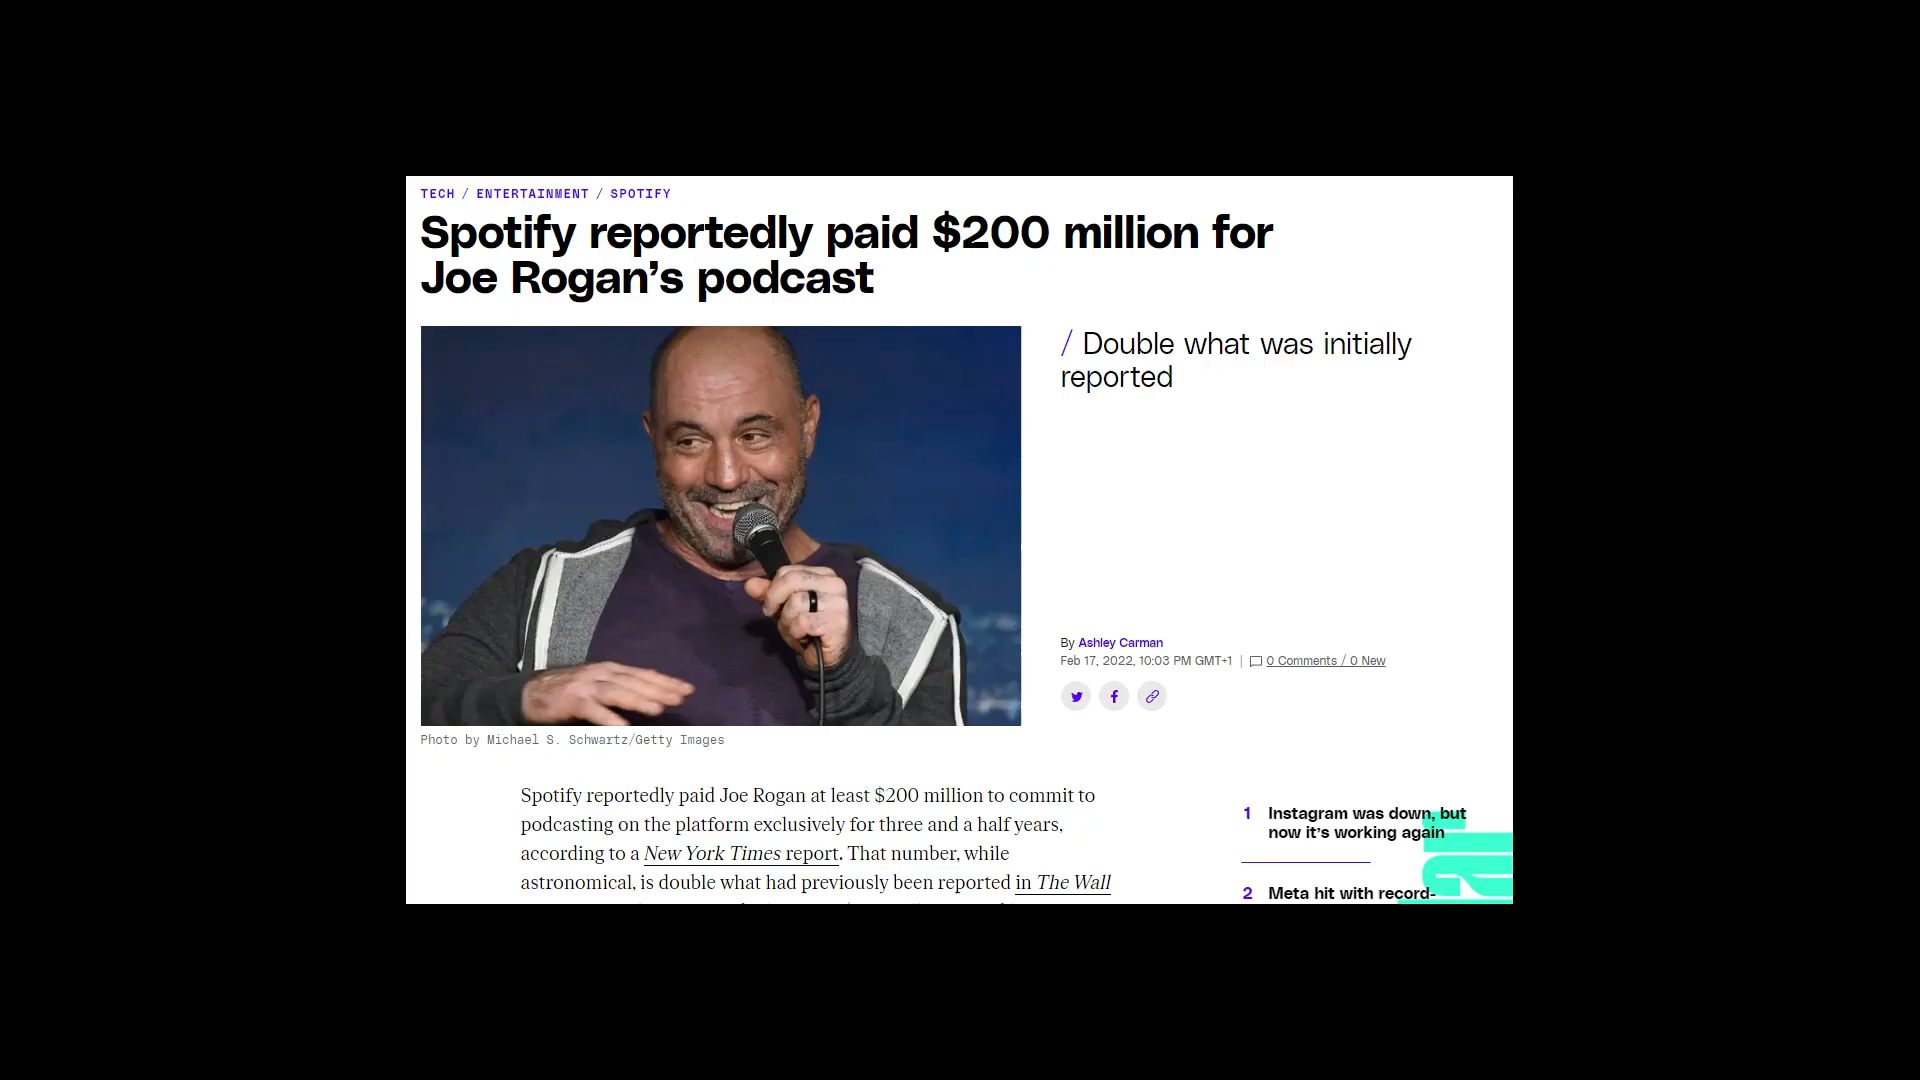 TECH / ENTERTAINMENT / SPOTIFY
Spotify reportedly paid $200 million for
Joe Rogan’s podcast
/ Double what was initially
reported
By Ashley Carman
Feb 17, 2022, 10:03 PM GMT+1 | 0 Comments / 0 New
Photo by Michael S. Schwartz/Getty Images
Spotify reportedly paid Joe Rogan at least $200 million to commit to
podcasting on the platform exclusively for three and a half years,
according to a New York Times report. That number, while
astronomical, is double what had previously been reported in The Wall
1 Instagram was down, but
now it’s working again
2 Meta hit with record-